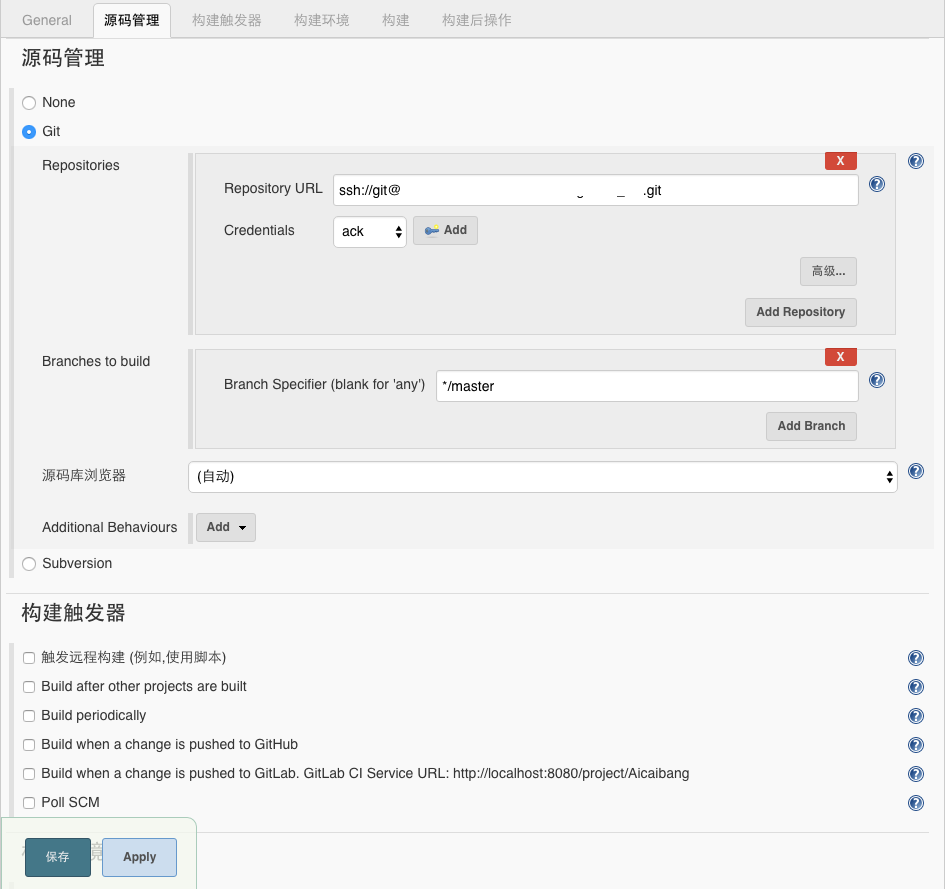 General 源码管理 构建触发器 构建环境 构建 构建后操作
源码管理
None
Git
Repositories
X
Repository URL ssh://git@ .git
Credentials ack Add
高级...
Add Repository
Branches to build
X
Branch Specifier (blank for 'any') */master
Add Branch
源码库浏览器 (自动)
Additional Behaviours Add
Subversion
构建触发器
触发远程构建 (例如,使用脚本)
Build after other projects are built
Build periodically
Build when a change is pushed to GitHub
Build when a change is pushed to GitLab. GitLab CI Service URL: http://localhost:8080/project/Aicaibang
Poll SCM
保存 Apply